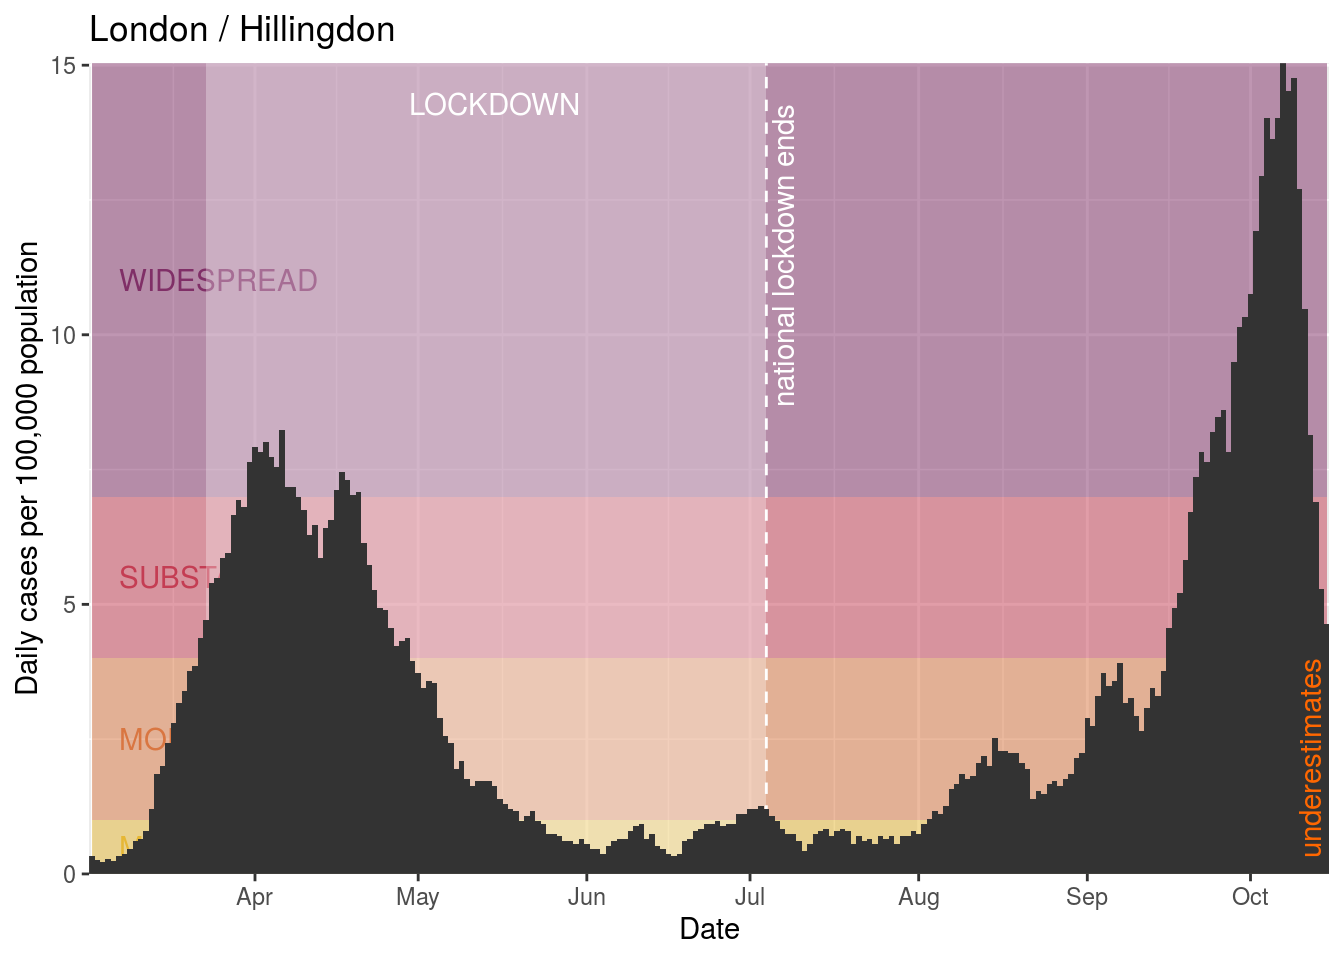 London / Hillingdon
15
10
5
0
Daily cases per 100,000 population
LOCKDOWN
national lockdown ends
WIDESPREAD
SUBST
MO
underestimates
Apr
May
Jun
Jul
Aug
Sep
Oct
Date